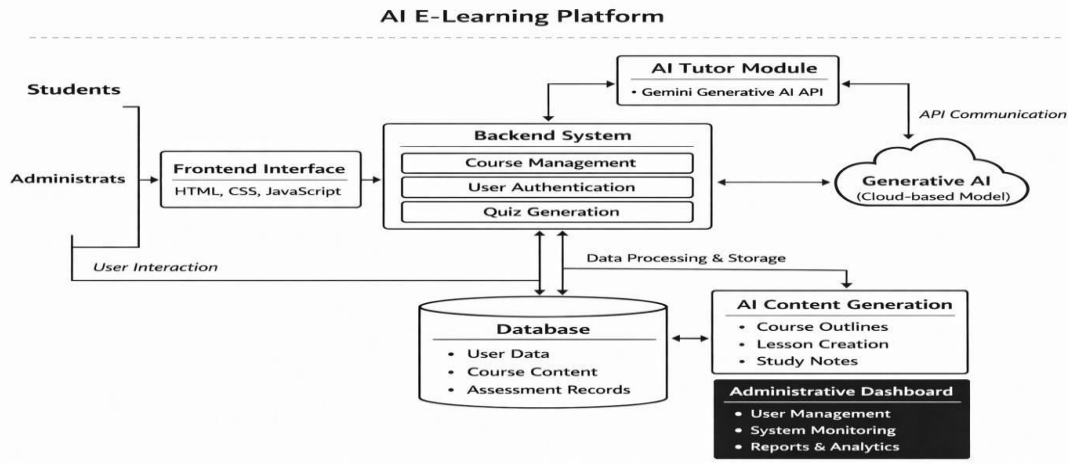 AI E-Learning Platform
Students
Administrats
Frontend Interface
HTML, CSS, JavaScript
AI Tutor Module
• Gemini Generative AI API
API Communication
Backend System
Course Management
User Authentication
Quiz Generation
Generative AI
(Cloud-based Model)
User Interaction
Data Processing & Storage
Database
• User Data
• Course Content
• Assessment Records
AI Content Generation
• Course Outlines
• Lesson Creation
• Study Notes
Administrative Dashboard
• User Management
• System Monitoring
• Reports & Analytics